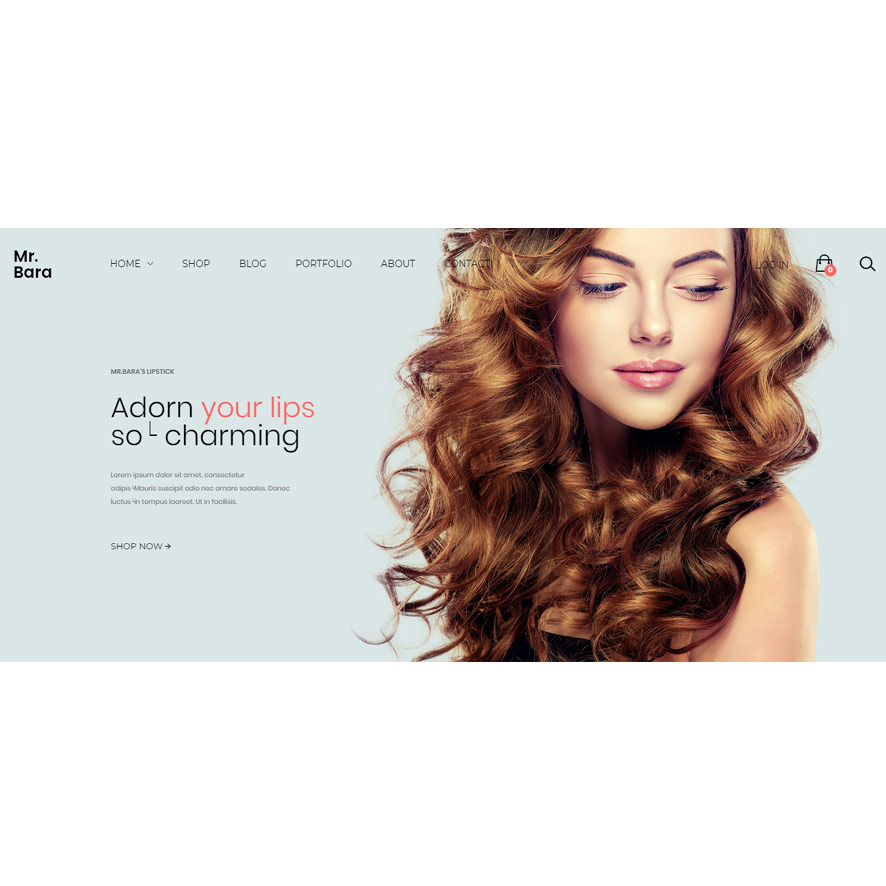 Mr.
Bara
HOME
SHOP
BLOG
PORTFOLIO
ABOUT
CONTACT
LOG IN
0
MR.BARA'S LIPSTICK
Adorn your lips
so└ charming
Lorem ipsum dolor sit amet, consectetur
adipis└Mauris suscipit odio nec ornare sodales. Donec
luctus└in tempus laoreet. Ut in facilisis.
SHOP NOW →